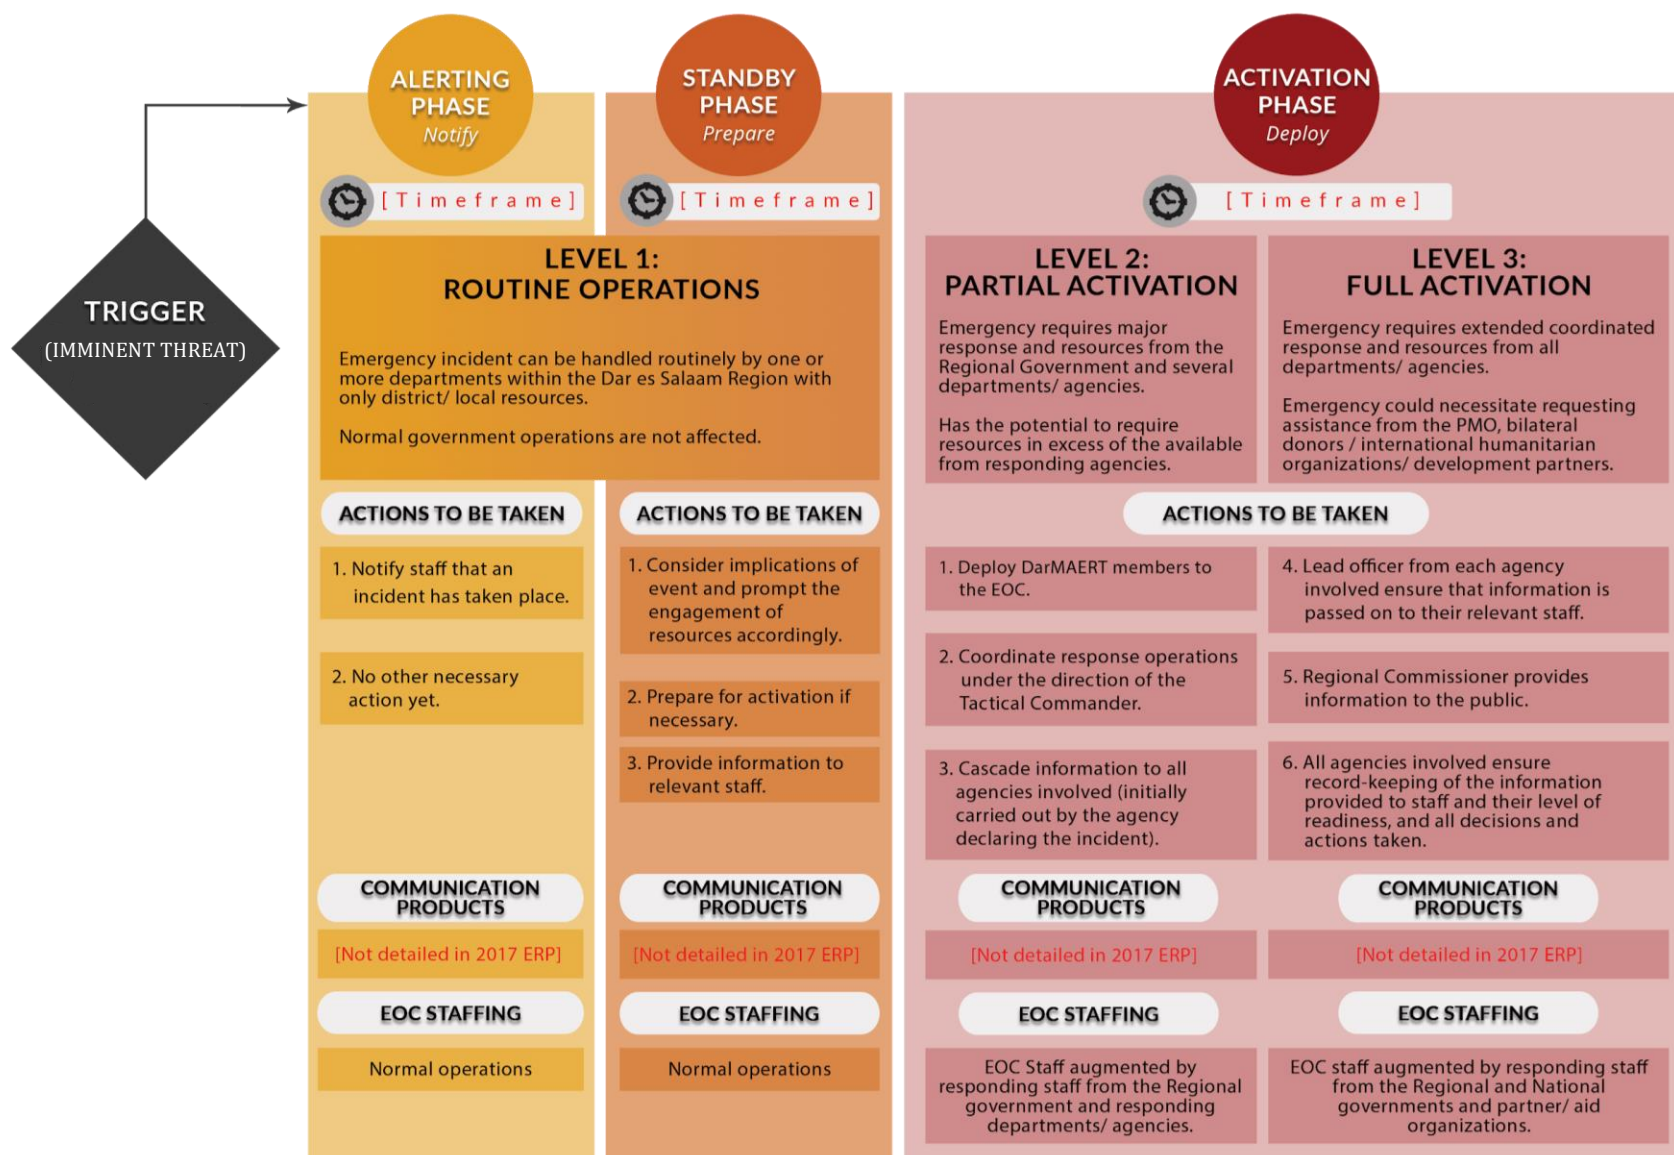 TRIGGER
(IMMINENT THREAT)
ALERTING
PHASE
Notify
[Timeframe]
STANDBY
PHASE
Prepare
[Timeframe]
LEVEL 1:
ROUTINE OPERATIONS
Emergency incident can be handled routinely by one or
more departments within the Dar es Salaam Region with
only district/ local resources.
Normal government operations are not affected.
ACTIONS TO BE TAKEN
1. Notify staff that an
incident has taken place.
2. No other necessary
action yet.
COMMUNICATION
PRODUCTS
[Not detailed in 2017 ERP]
EOC STAFFING
Normal operations
ACTIONS TO BE TAKEN
1. Consider implications of
event and prompt the
engagement of
resources accordingly.
2. Prepare for activation if
necessary.
3. Provide information to
relevant staff.
COMMUNICATION
PRODUCTS
[Not detailed in 2017 ERP]
EOC STAFFING
Normal operations
ACTIVATION
PHASE
Deploy
[Timeframe]
LEVEL 2:
PARTIAL ACTIVATION
Emergency requires major
response and resources from the
Regional Government and several
departments/ agencies.
Has the potential to require
resources in excess of the available
from responding agencies.
LEVEL 3:
FULL ACTIVATION
Emergency requires extended coordinated
response and resources from all
departments/ agencies.
Emergency could necessitate requesting
assistance from the PMO, bilateral
donors / international humanitarian
organizations/ development partners.
ACTIONS TO BE TAKEN
1. Deploy DarMAERT members to
the EOC.
2. Coordinate response operations
under the direction of the
Tactical Commander.
3. Cascade information to all
agencies involved (initially
carried out by the agency
declaring the incident).
4. Lead officer from each agency
involved ensure that information is
passed on to their relevant staff.
5. Regional Commissioner provides
information to the public.
6. All agencies involved ensure
record-keeping of the information
provided to staff and their level of
readiness, and all decisions and
actions taken.
COMMUNICATION
PRODUCTS
[Not detailed in 2017 ERP]
EOC STAFFING
EOC Staff augmented by
responding staff from the Regional
government and responding
departments/ agencies.
COMMUNICATION
PRODUCTS
[Not detailed in 2017 ERP]
EOC STAFFING
EOC staff augmented by responding staff
from the Regional and National
governments and partner/ aid
organizations.